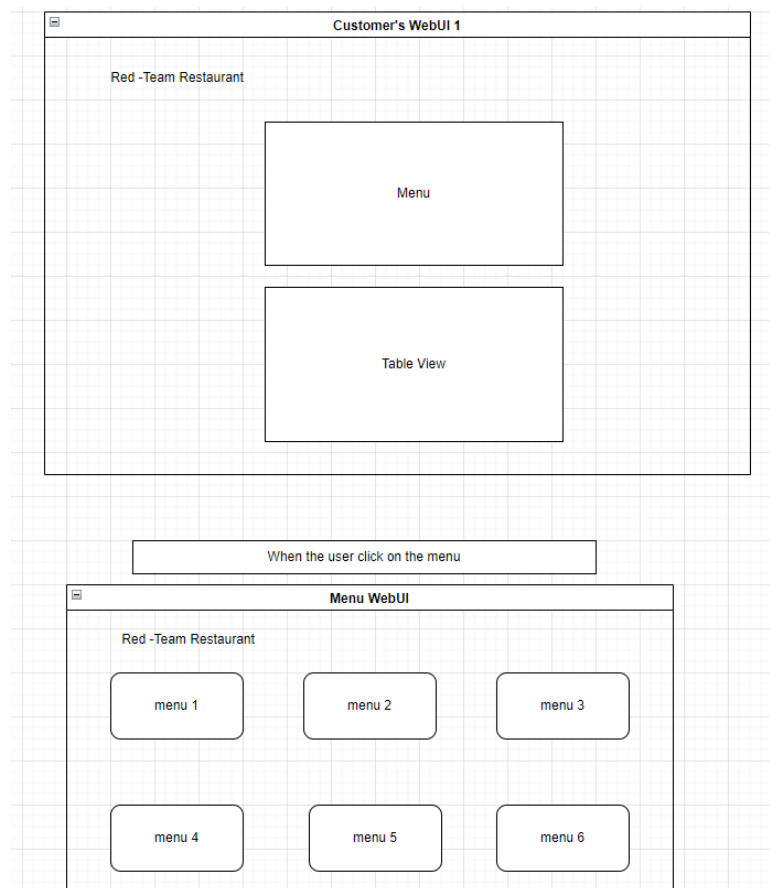 Customer's WebUI 1
Red -Team Restaurant
Menu
Table View
When the user click on the menu
Menu WebUI
Red -Team Restaurant
menu 1
menu 2
menu 3
menu 4
menu 5
menu 6